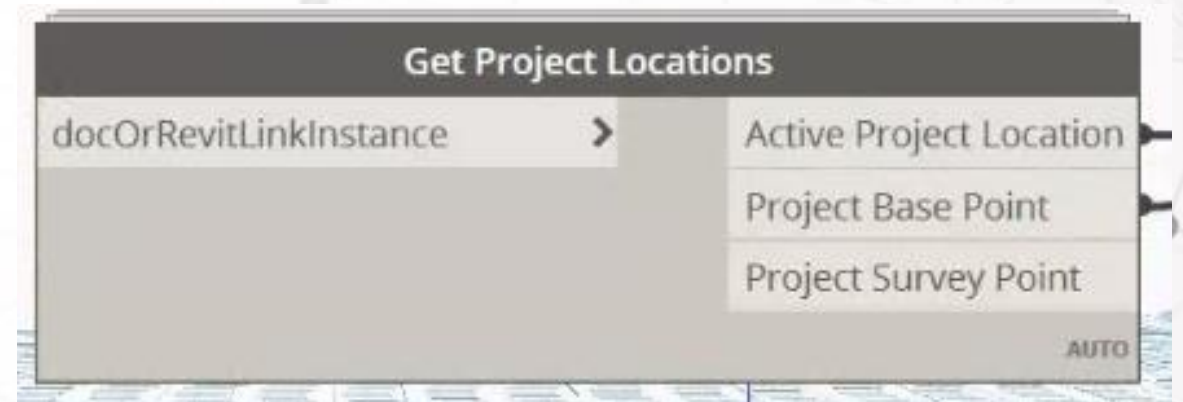 Get Project Locations
docOrRevitLinkInstance >
Active Project Location
Project Base Point
Project Survey Point
AUTO